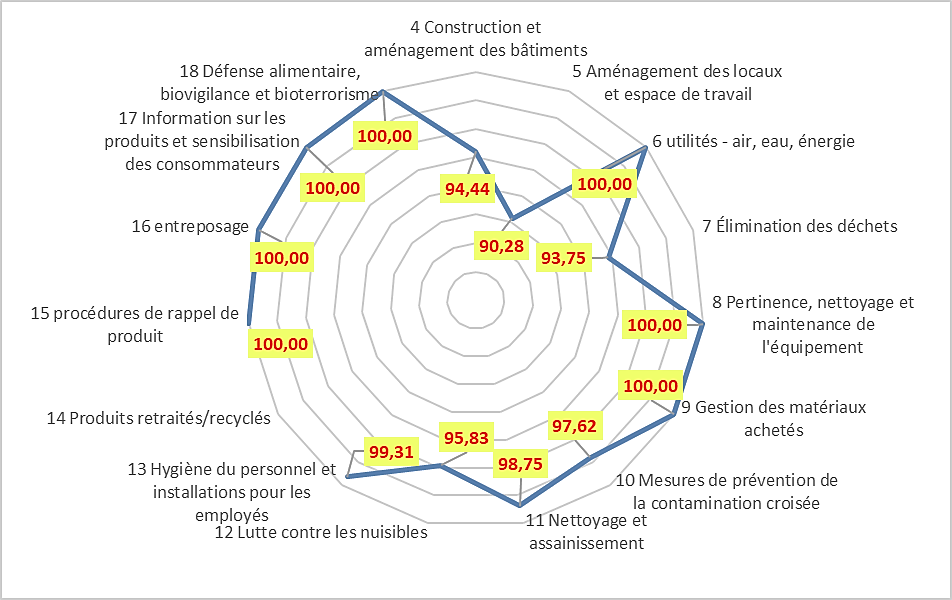 4 Construction et
aménagement des bâtiments
5 Aménagement des locaux
et espace de travail
6 utilités - air, eau, énergie
7 Élimination des déchets
8 Pertinence, nettoyage et
maintenance de
l'équipement
9 Gestion des matériaux
achetés
10 Mesures de prévention de
la contamination croisée
11 Nettoyage et
assainissement
12 Lutte contre les nuisibles
13 Hygiène du personnel et
installations pour les
employés
14 Produits retraités/recyclés
15 procédures de rappel de
produit
16 entreposage
17 Information sur les
produits et sensibilisation
des consommateurs
18 Défense alimentaire,
biovigilance et bioterrorisme
94,44
90,28
100,00
93,75
100,00
100,00
97,62
98,75
95,83
99,31
100,00
100,00
100,00
100,00